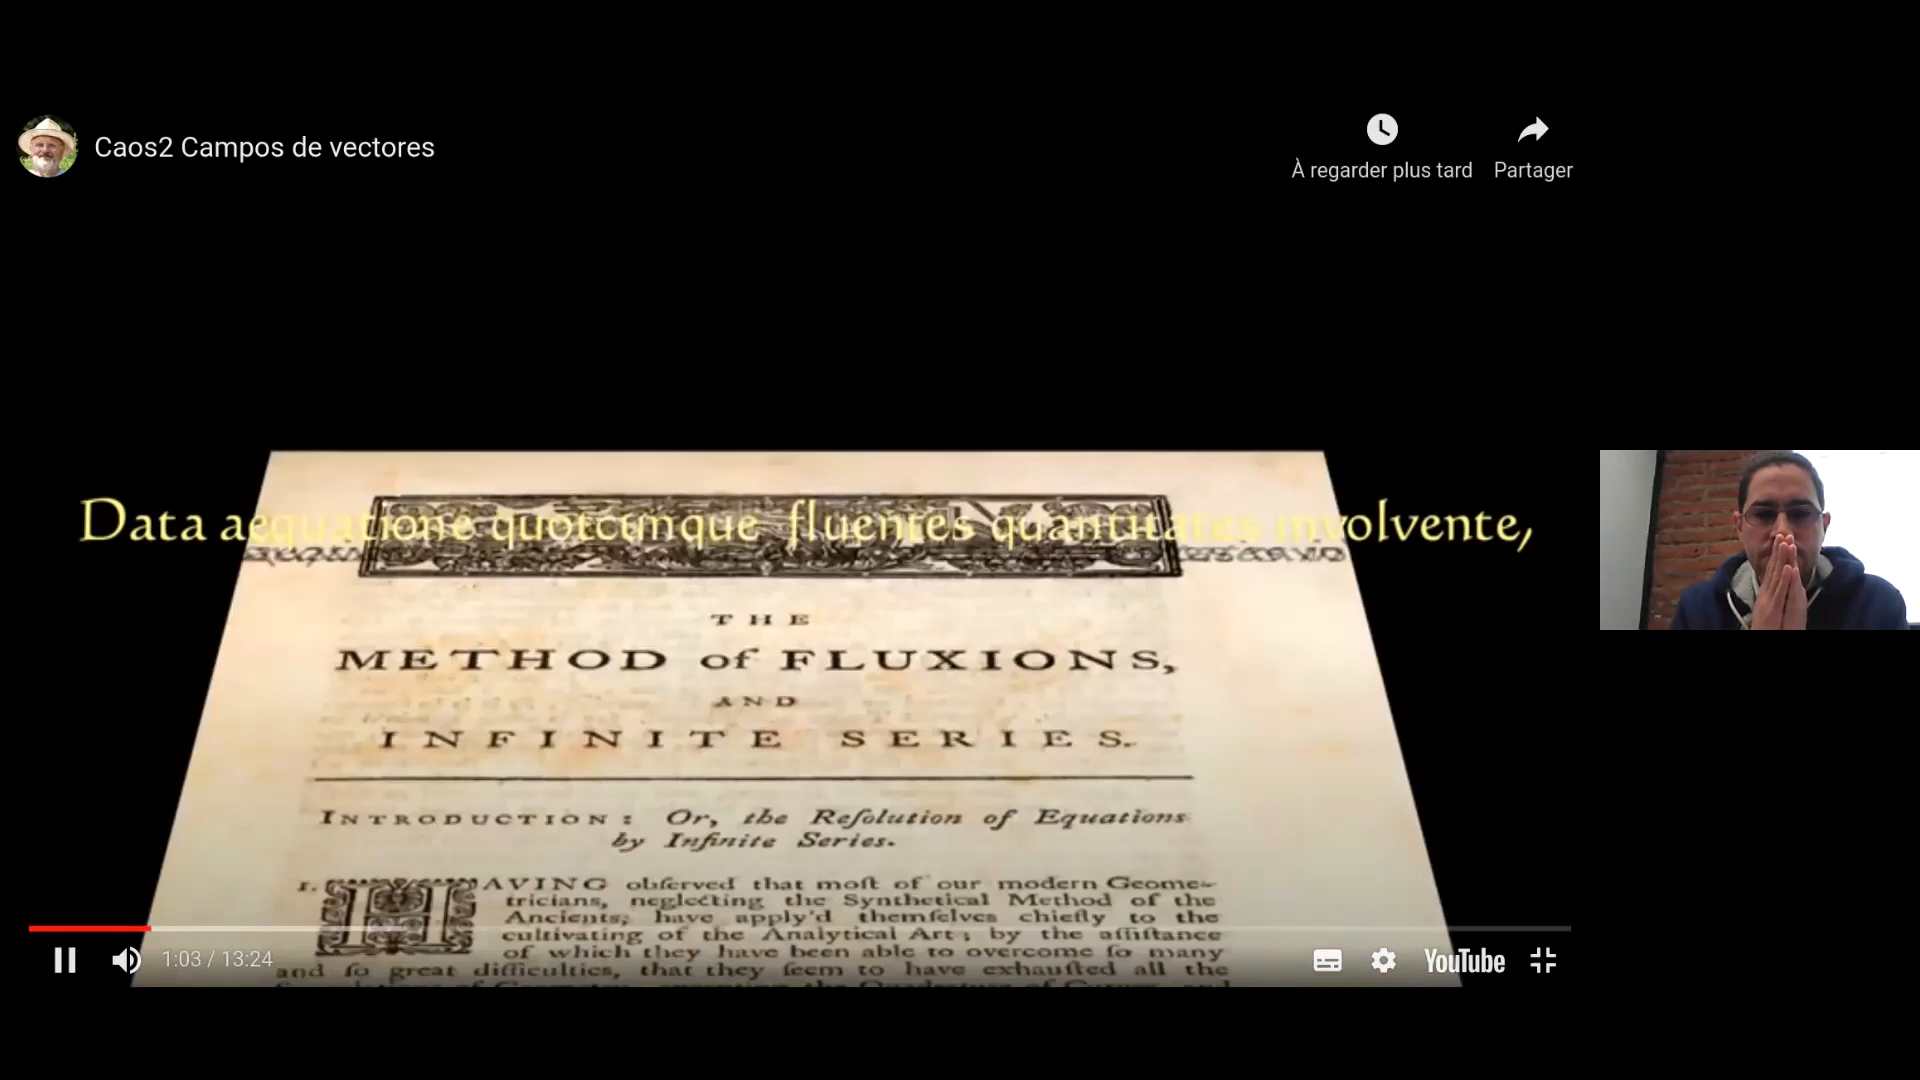 Caos2 Campos de vectores
À regarder plus tard
Partager
Data aequatione quotcunque fluentes quantitates involvente,
THE
METHOD of FLUXIONS,
AND
INFINITE SERIES.
INTRODUCTION: Or, the Reſolution of Equations
by Infinite Series.
1. HAVING obſerved that moſt of our modern Geome-
tricians, neglecting the Synthetical Method of the
Ancients, have apply'd themſelves chiefly to the
cultivating of the Analytical Art; by the aſſiſtance
of which they have been able to overcome ſo many
and ſo great difficulties, that they ſeem to have exhauſted all the
1:03 / 13:24
YouTube